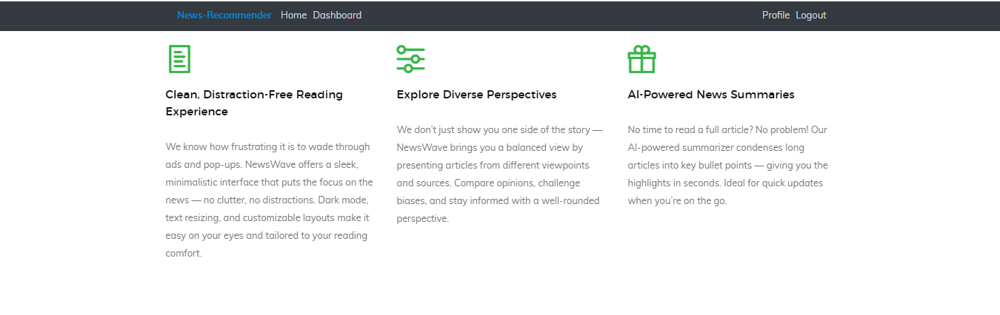 News-Recommender Home Dashboard Profile Logout
Clean, Distraction-Free Reading
Experience
We know how frustrating it is to wade through
ads and pop-ups. NewsWave offers a sleek,
minimalistic interface that puts the focus on the
news — no clutter, no distractions. Dark mode,
text resizing, and customizable layouts make it
easy on your eyes and tailored to your reading
comfort.
Explore Diverse Perspectives
We don’t just show you one side of the story —
NewsWave brings you a balanced view by
presenting articles from different viewpoints
and sources. Compare opinions, challenge
biases, and stay informed with a well-rounded
perspective.
AI-Powered News Summaries
No time to read a full article? No problem! Our
AI-powered summarizer condenses long
articles into key bullet points — giving you the
highlights in seconds. Ideal for quick updates
when you’re on the go.